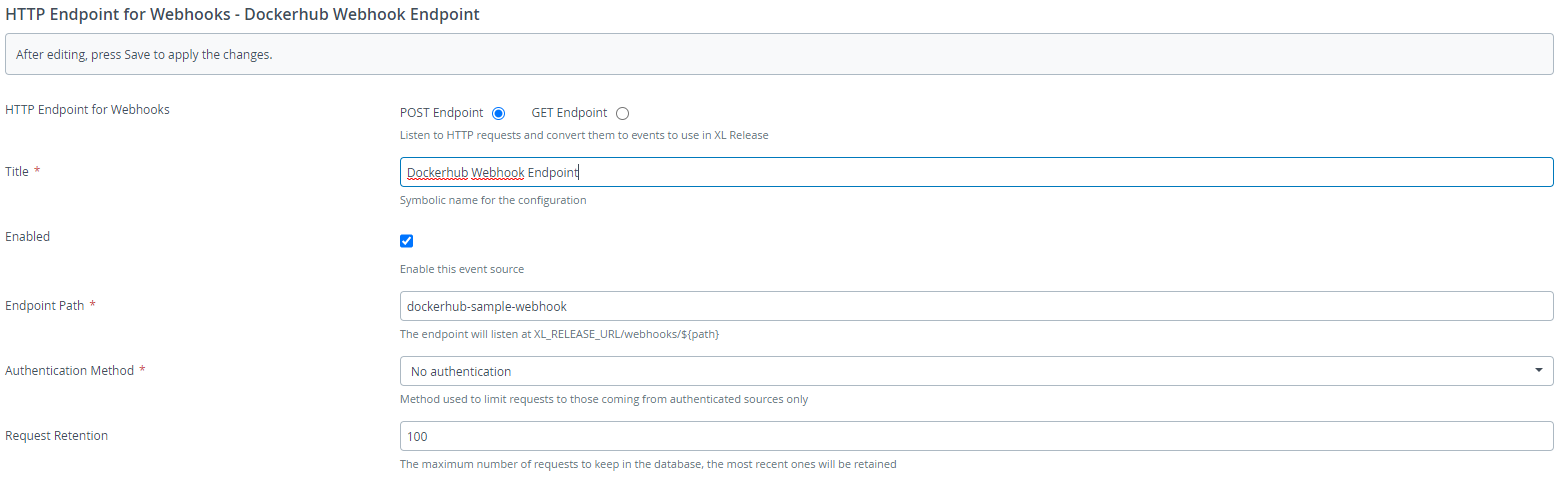 HTTP Endpoint for Webhooks - Dockerhub Webhook Endpoint
After editing, press Save to apply the changes.
HTTP Endpoint for Webhooks
POST Endpoint GET Endpoint
Listen to HTTP requests and convert them to events to use in XL Release
Title *
Dockerhub Webhook Endpoint
Symbolic name for the configuration
Enabled
Enable this event source
Endpoint Path *
dockerhub-sample-webhook
The endpoint will listen at XL_RELEASE_URL/webhooks/${path}
Authentication Method *
No authentication
Method used to limit requests to those coming from authenticated sources only
Request Retention
100
The maximum number of requests to keep in the database, the most recent ones will be retained